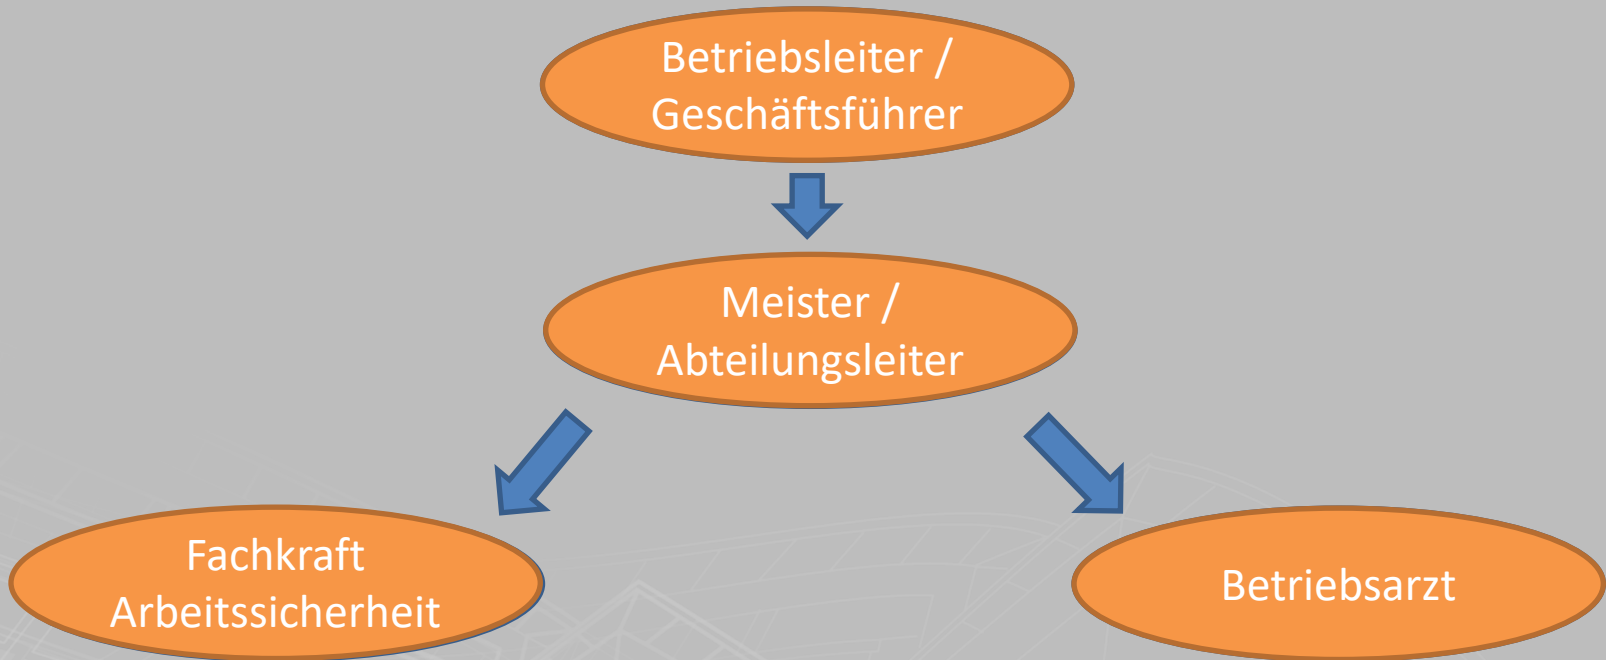 Betriebsleiter /
Geschäftsführer
Meister /
Abteilungsleiter
Fachkraft
Arbeitssicherheit
Betriebsarzt